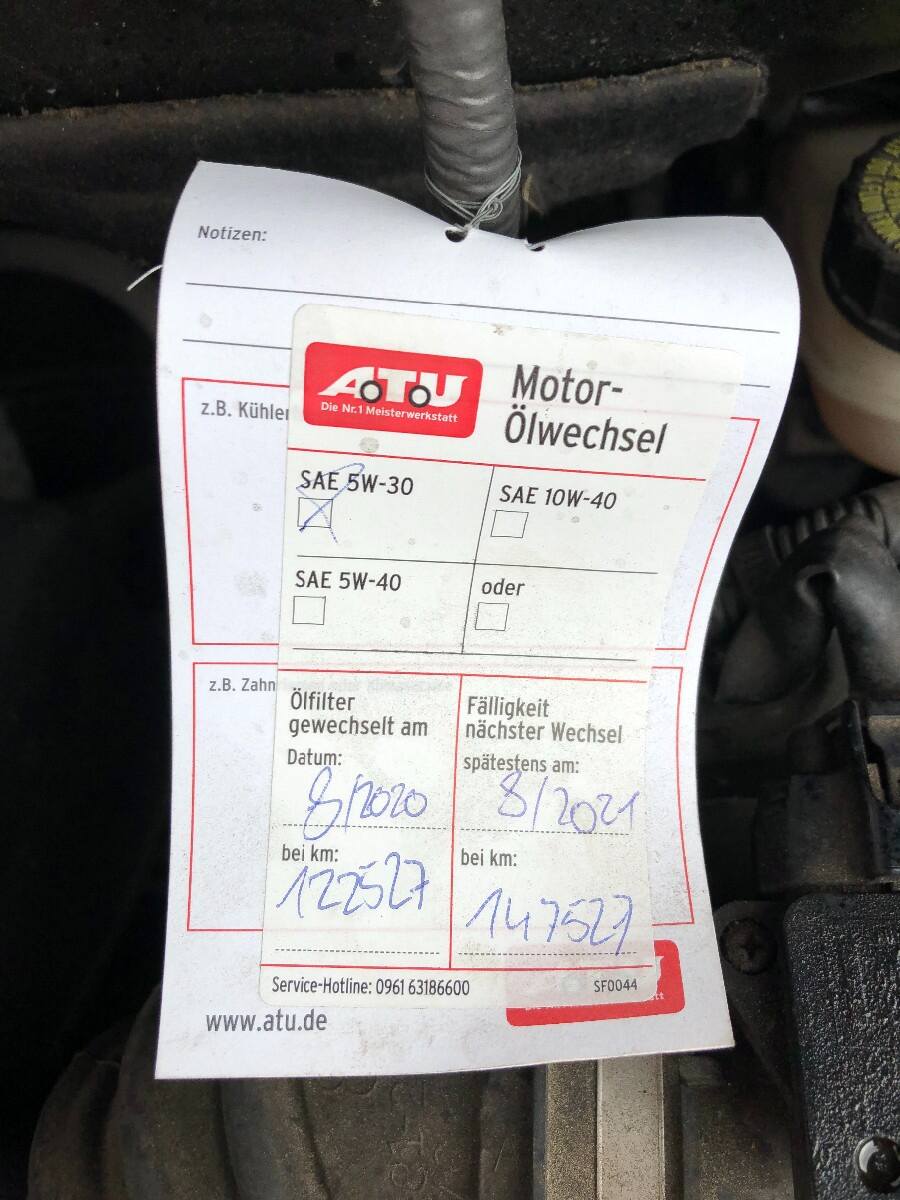 Notizen:
z.B. Kühler
ATU
Die Nr.1 Meisterwerkstatt
Motor-
Ölwechsel
SAE 5W-30
SAE 10W-40
SAE 5W-40
oder
z.B. Zahn
Ölfilter
gewechselt am
Datum:
8/2020
bei km:
122527
Fälligkeit
nächster Wechsel
spätestens am:
8/2021
bei km:
147527
Service-Hotline: 0961 63186600
SF0044
www.atu.de